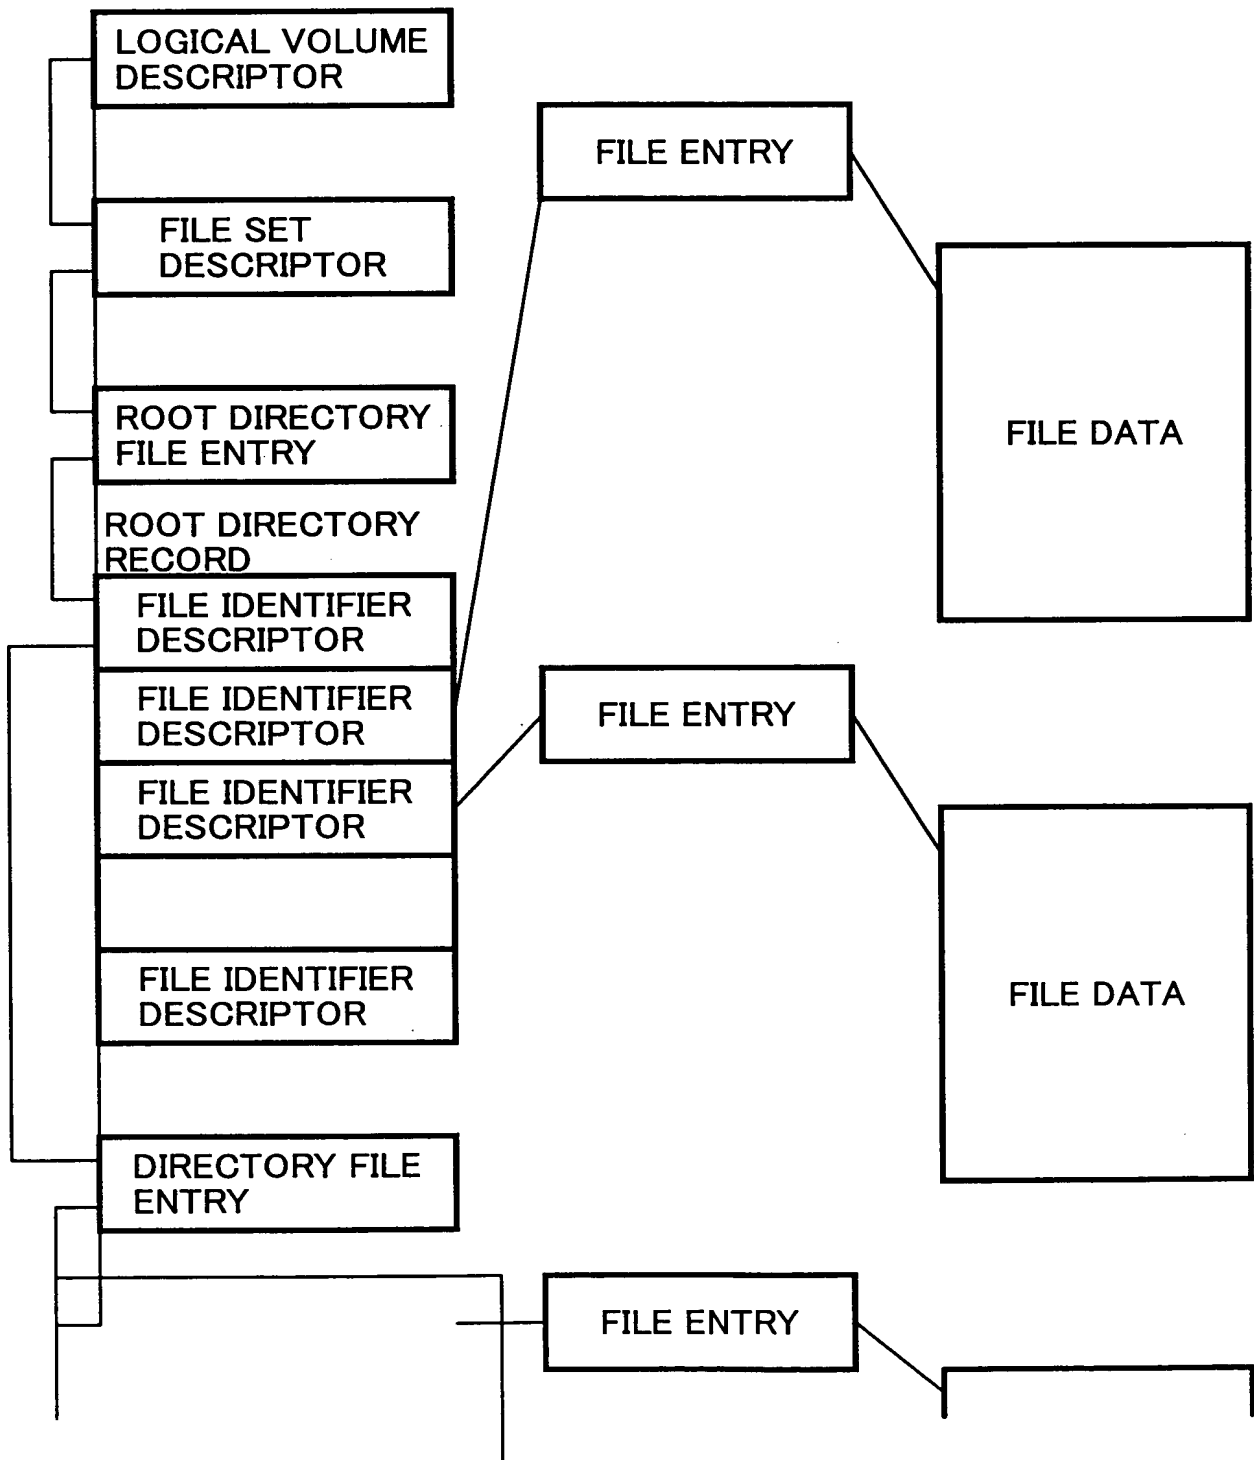 LOGICAL VOLUME
DESCRIPTOR
FILE SET
DESCRIPTOR
ROOT DIRECTORY
FILE ENTRY
ROOT DIRECTORY
RECORD
FILE IDENTIFIER
DESCRIPTOR
FILE IDENTIFIER
DESCRIPTOR
FILE IDENTIFIER
DESCRIPTOR
FILE IDENTIFIER
DESCRIPTOR
DIRECTORY FILE
ENTRY
FILE ENTRY
FILE ENTRY
FILE ENTRY
FILE DATA
FILE DATA